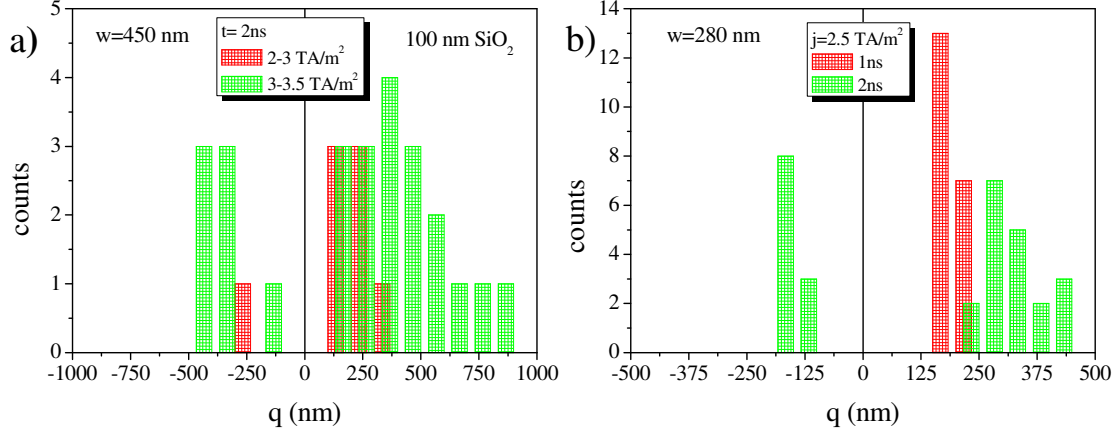 a)
w=450 nm
t= 2ns
2-3 TA/m²
3-3.5 TA/m²
100 nm SiO₂
counts
5
4
3
2
1
0
-1000 -750 -500 -250 0 250 500 750 1000
q (nm)
b)
w=280 nm
j=2.5 TA/m²
1ns
2ns
counts
14
12
10
8
6
4
2
0
-500 -375 -250 -125 0 125 250 375 500
q (nm)